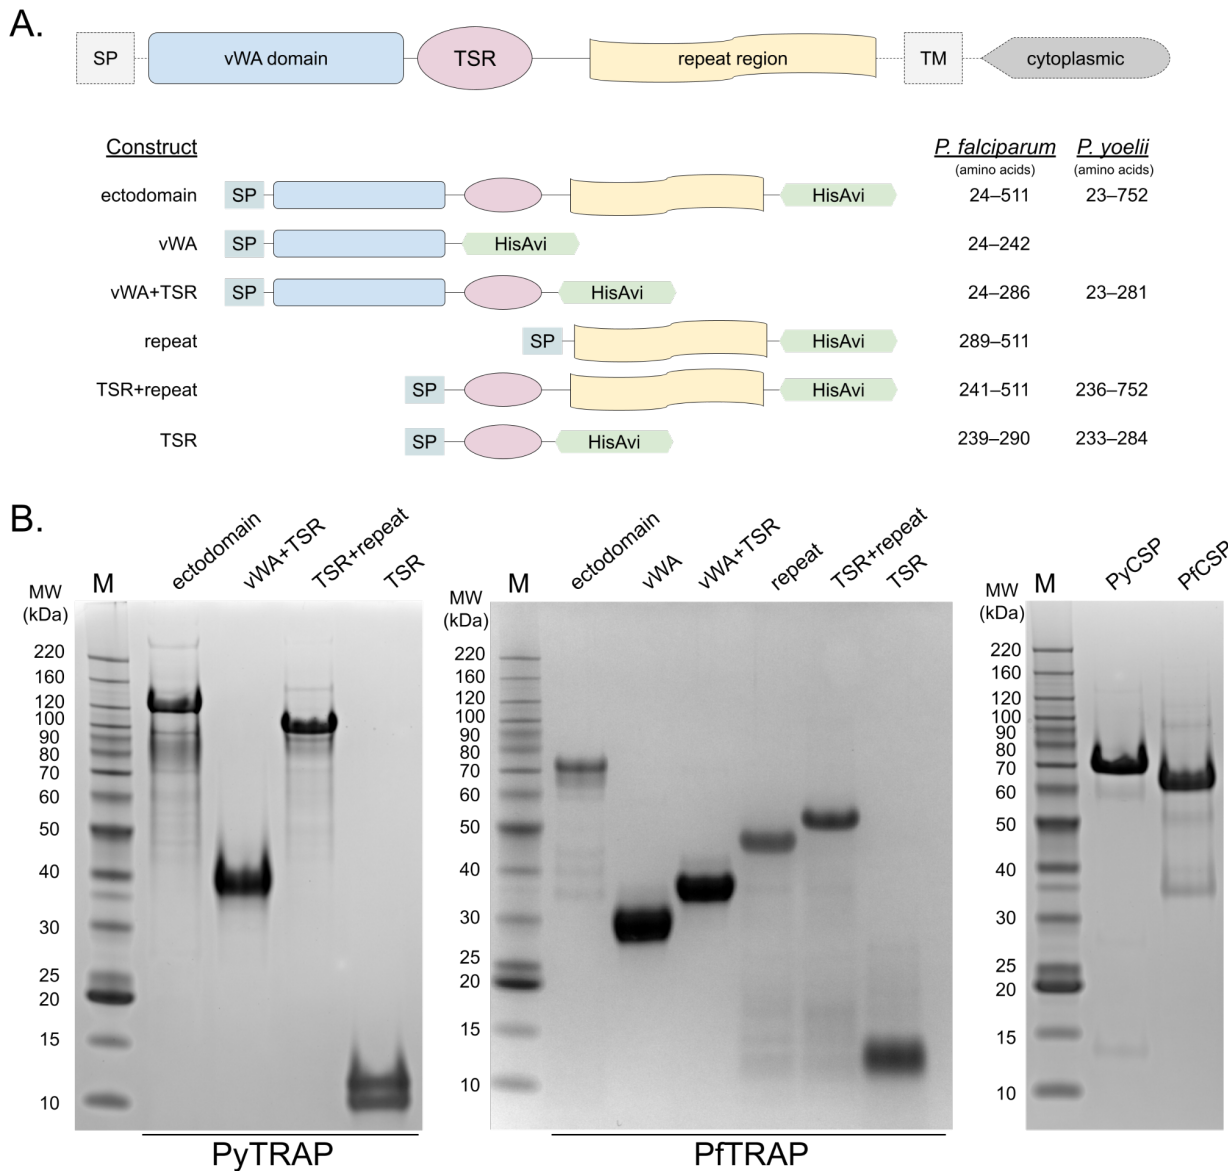 A.
SP vWA domain TSR repeat region TM cytoplasmic
Construct P. falciparum P. yoelii
(amino acids) (amino acids)
ectodomain SP HisAvi 24–511 23–752
vWA SP HisAvi 24–242
vWA+TSR SP HisAvi 24–286 23–281
repeat SP HisAvi 289–511
TSR+repeat SP HisAvi 241–511 236–752
TSR SP HisAvi 239–290 233–284
B.
MW
(kDa)
M
ectodomain
vWA+TSR
TSR+repeat
TSR
220
160
120
100
90
80
70
60
50
40
30
25
20
15
10
PyTRAP
MW
(kDa)
M
ectodomain
vWA
vWA+TSR
repeat
TSR+repeat
TSR
220
160
120
100
90
80
70
60
50
40
30
25
20
15
10
PfTRAP
MW
(kDa)
M
PyCSP
PfCSP
220
160
120
100
90
80
70
60
50
40
30
25
20
15
10